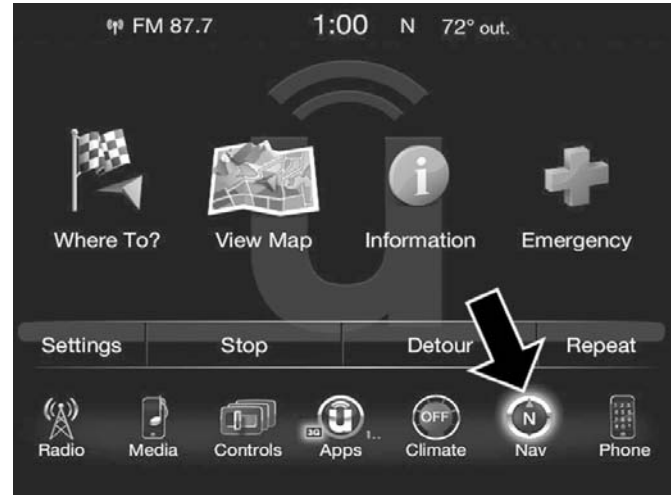 FM 87.7 1:00 N 72° out.
Where To? View Map Information Emergency
Settings Stop Detour Repeat
3G 1.. OFF N
Radio Media Controls Apps Climate Nav Phone